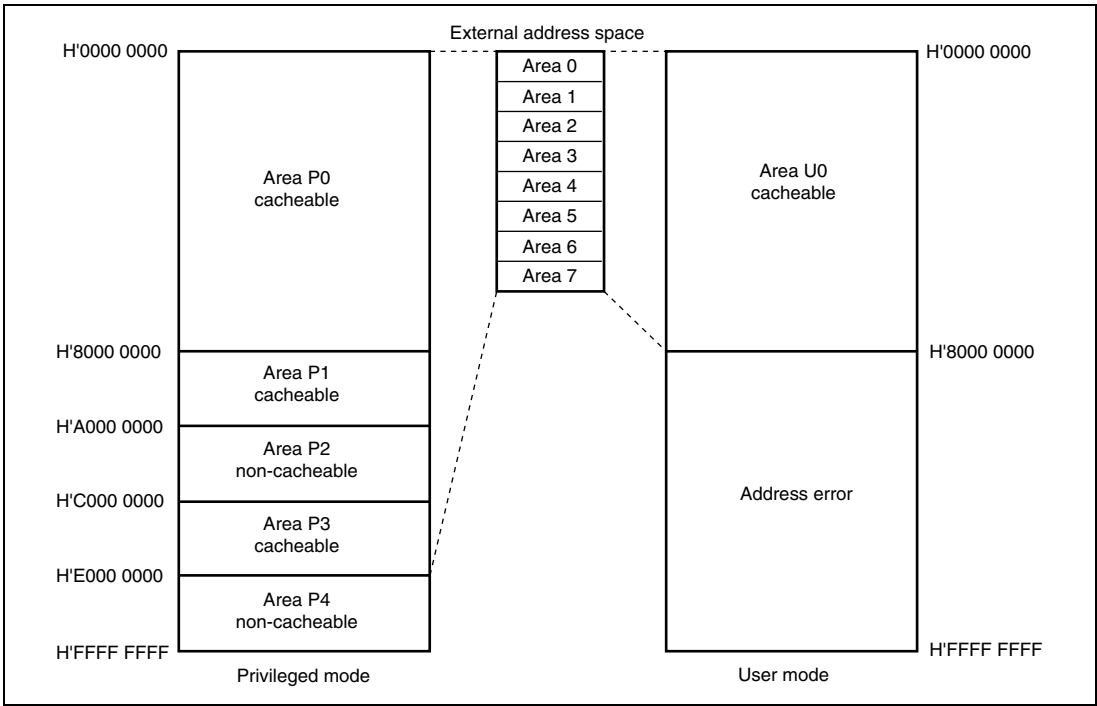 External address space
H'0000 0000
Area P0
cacheable
H'8000 0000
Area P1
cacheable
H'A000 0000
Area P2
non-cacheable
H'C000 0000
Area P3
cacheable
H'E000 0000
Area P4
non-cacheable
H'FFFF FFFF
Privileged mode
Area 0
Area 1
Area 2
Area 3
Area 4
Area 5
Area 6
Area 7
H'0000 0000
Area U0
cacheable
H'8000 0000
Address error
H'FFFF FFFF
User mode